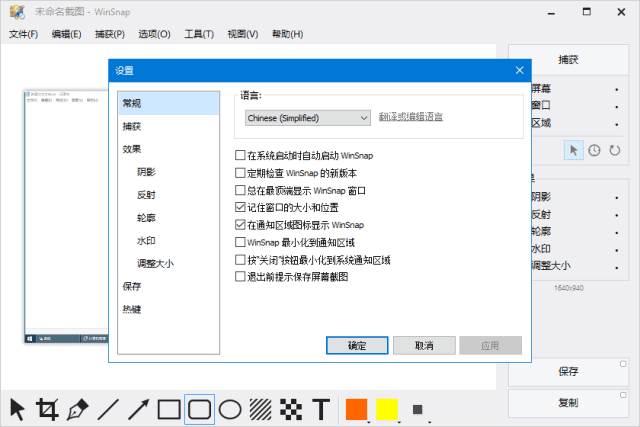 未命名截图 - WinSnap
文件(F) 编辑(E) 捕获(P) 选项(O) 工具(T) 视图(V) 帮助(H)
设置
常规
捕获
效果
阴影
反射
轮廓
水印
调整大小
保存
热键
语言:
Chinese (Simplified)
翻译或编辑语言
在系统启动时自动启动 WinSnap
定期检查 WinSnap 的新版本
总在最顶端显示 WinSnap 窗口
记住窗口的大小和位置
在通知区域图标显示 WinSnap
WinSnap 最小化到通知区域
按"关闭"按钮最小化到系统通知区域
退出前提示保存屏幕截图
确定
取消
应用
捕获
屏幕
窗口
区域
阴影
反射
轮廓
水印
调整大小
1640x940
保存
复制
T